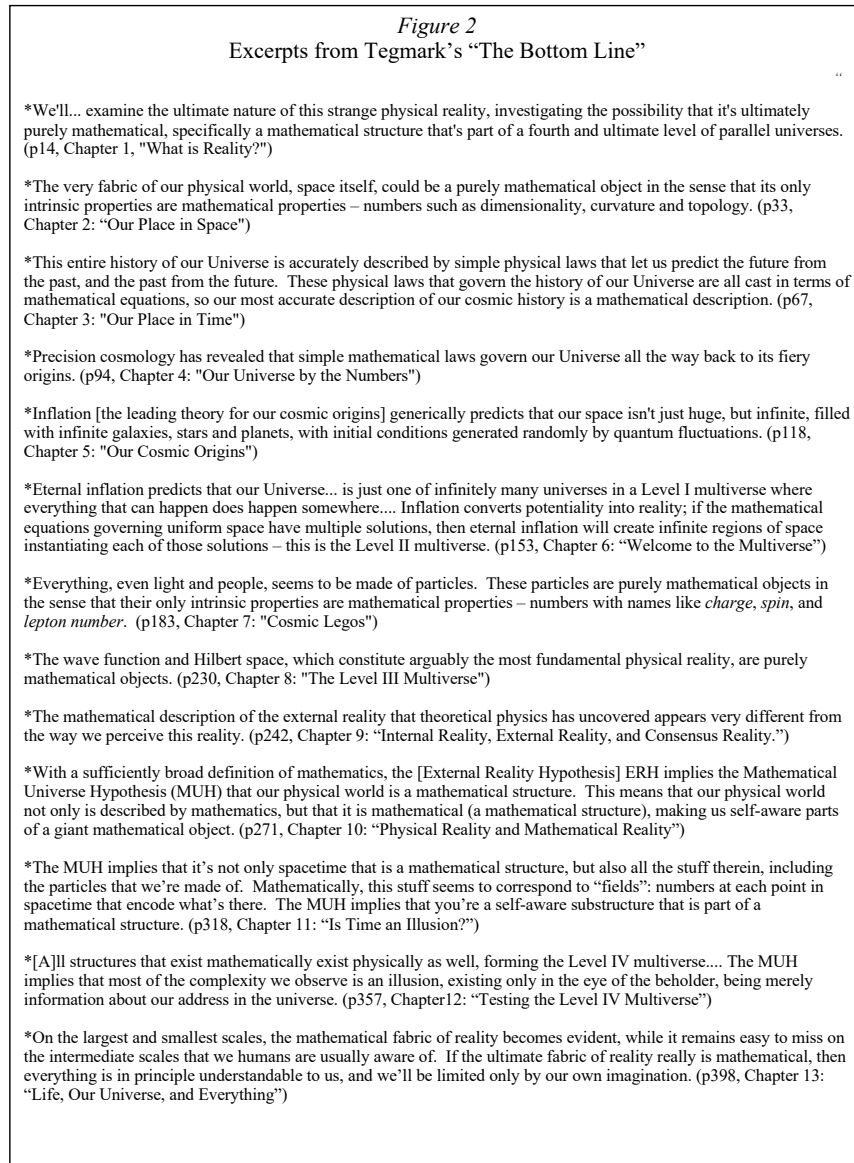 Figure 2
Excerpts from Tegmark’s “The Bottom Line”
“
*We'll... examine the ultimate nature of this strange physical reality, investigating the possibility that it's ultimately
purely mathematical, specifically a mathematical structure that's part of a fourth and ultimate level of parallel universes.
(p14, Chapter 1, "What is Reality?")
*The very fabric of our physical world, space itself, could be a purely mathematical object in the sense that its only
intrinsic properties are mathematical properties – numbers such as dimensionality, curvature and topology. (p33,
Chapter 2: “Our Place in Space")
*This entire history of our Universe is accurately described by simple physical laws that let us predict the future from
the past, and the past from the future.  These physical laws that govern the history of our Universe are all cast in terms of
mathematical equations, so our most accurate description of our cosmic history is a mathematical description. (p67,
Chapter 3: "Our Place in Time")
*Precision cosmology has revealed that simple mathematical laws govern our Universe all the way back to its fiery
origins. (p94, Chapter 4: "Our Universe by the Numbers")
*Inflation [the leading theory for our cosmic origins] generically predicts that our space isn't just huge, but infinite, filled
with infinite galaxies, stars and planets, with initial conditions generated randomly by quantum fluctuations. (p118,
Chapter 5: "Our Cosmic Origins")
*Eternal inflation predicts that our Universe... is just one of infinitely many universes in a Level I multiverse where
everything that can happen does happen somewhere.... Inflation converts potentiality into reality; if the mathematical
equations governing uniform space have multiple solutions, then eternal inflation will create infinite regions of space
instantiating each of those solutions – this is the Level II multiverse. (p153, Chapter 6: “Welcome to the Multiverse”)
*Everything, even light and people, seems to be made of particles.  These particles are purely mathematical objects in
the sense that their only intrinsic properties are mathematical properties – numbers with names like charge, spin, and
lepton number.  (p183, Chapter 7: "Cosmic Legos")
*The wave function and Hilbert space, which constitute arguably the most fundamental physical reality, are purely
mathematical objects. (p230, Chapter 8: "The Level III Multiverse")
*The mathematical description of the external reality that theoretical physics has uncovered appears very different from
the way we perceive this reality. (p242, Chapter 9: “Internal Reality, External Reality, and Consensus Reality.”)
*With a sufficiently broad definition of mathematics, the [External Reality Hypothesis] ERH implies the Mathematical
Universe Hypothesis (MUH) that our physical world is a mathematical structure.  This means that our physical world
not only is described by mathematics, but that it is mathematical (a mathematical structure), making us self-aware parts
of a giant mathematical object. (p271, Chapter 10: “Physical Reality and Mathematical Reality”)
*The MUH implies that it’s not only spacetime that is a mathematical structure, but also all the stuff therein, including
the particles that we’re made of.  Mathematically, this stuff seems to correspond to “fields”: numbers at each point in
spacetime that encode what’s there.  The MUH implies that you’re a self-aware substructure that is part of a
mathematical structure. (p318, Chapter 11: “Is Time an Illusion?”)
*[A]ll structures that exist mathematically exist physically as well, forming the Level IV multiverse.... The MUH
implies that most of the complexity we observe is an illusion, existing only in the eye of the beholder, being merely
information about our address in the universe. (p357, Chapter12: “Testing the Level IV Multiverse”)
*On the largest and smallest scales, the mathematical fabric of reality becomes evident, while it remains easy to miss on
the intermediate scales that we humans are usually aware of.  If the ultimate fabric of reality really is mathematical, then
everything is in principle understandable to us, and we’ll be limited only by our own imagination. (p398, Chapter 13:
“Life, Our Universe, and Everything”)